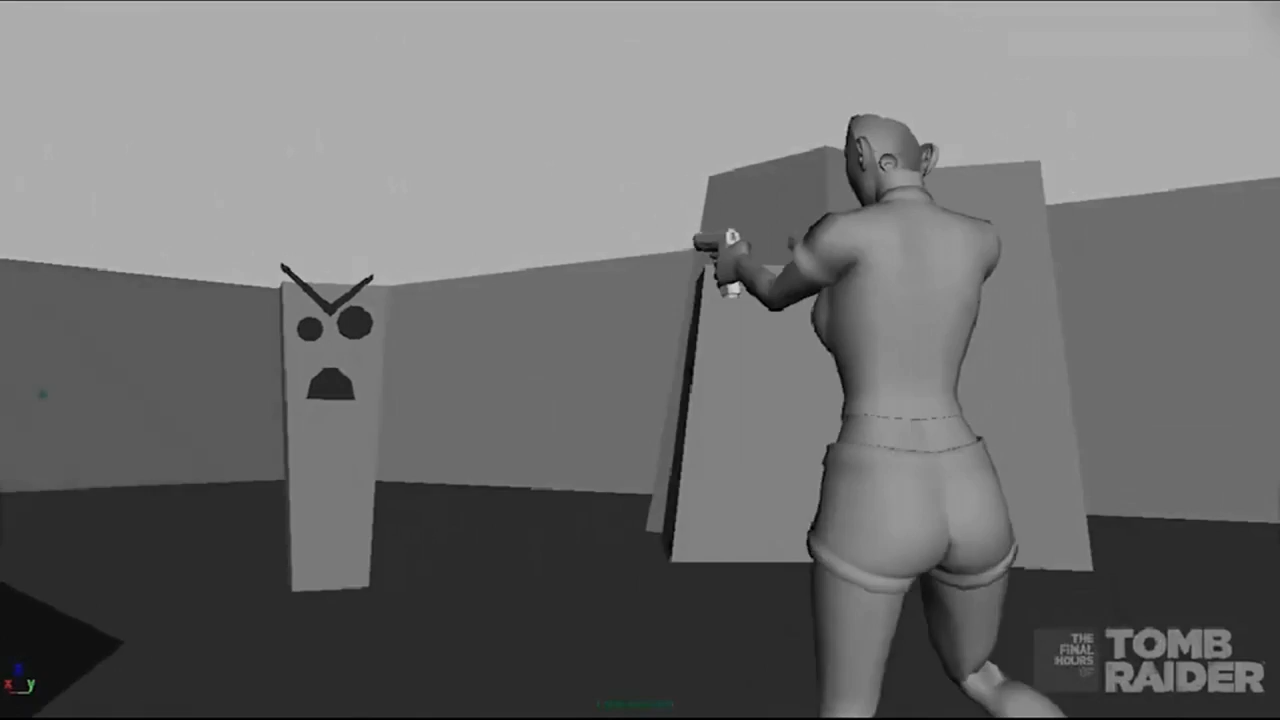 THE
FINAL
HOURS
OF
TOMB
RAIDER
x y